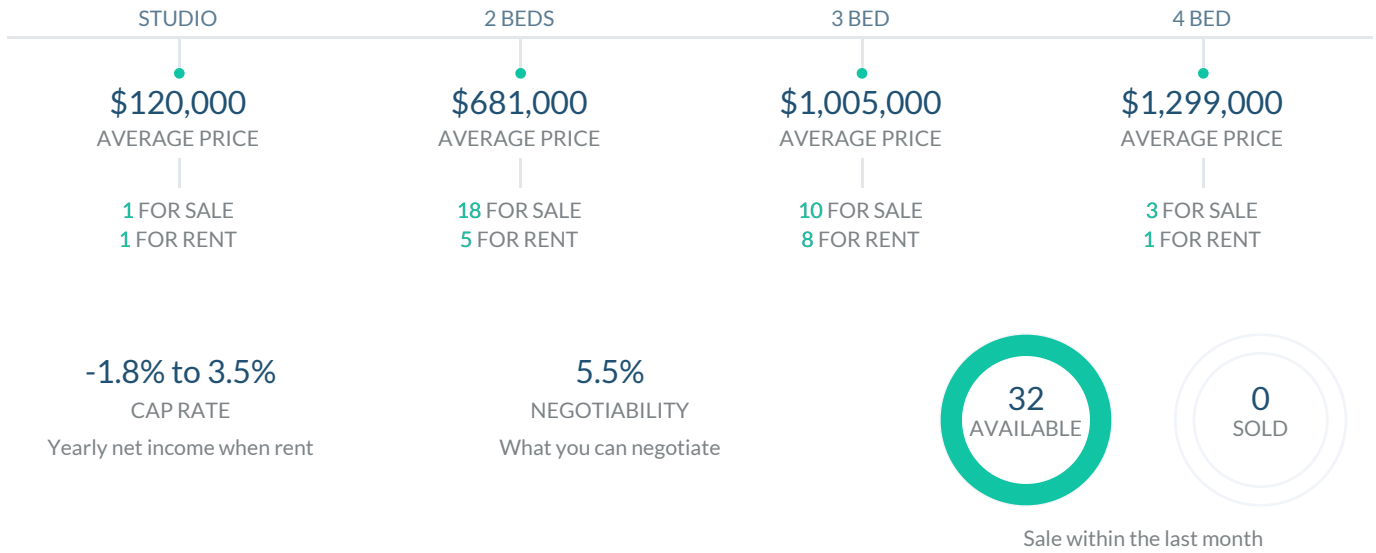 STUDIO
2 BEDS
3 BED
4 BED
$120,000
$681,000
$1,005,000
$1,299,000
AVERAGE PRICE
AVERAGE PRICE
AVERAGE PRICE
AVERAGE PRICE
1 FOR SALE
18 FOR SALE
10 FOR SALE
3 FOR SALE
1 FOR RENT
5 FOR RENT
8 FOR RENT
1 FOR RENT
-1.8% to 3.5%
CAP RATE
Yearly net income when rent
5.5%
NEGOTIABILITY
What you can negotiate
32
AVAILABLE
0
SOLD
Sale within the last month